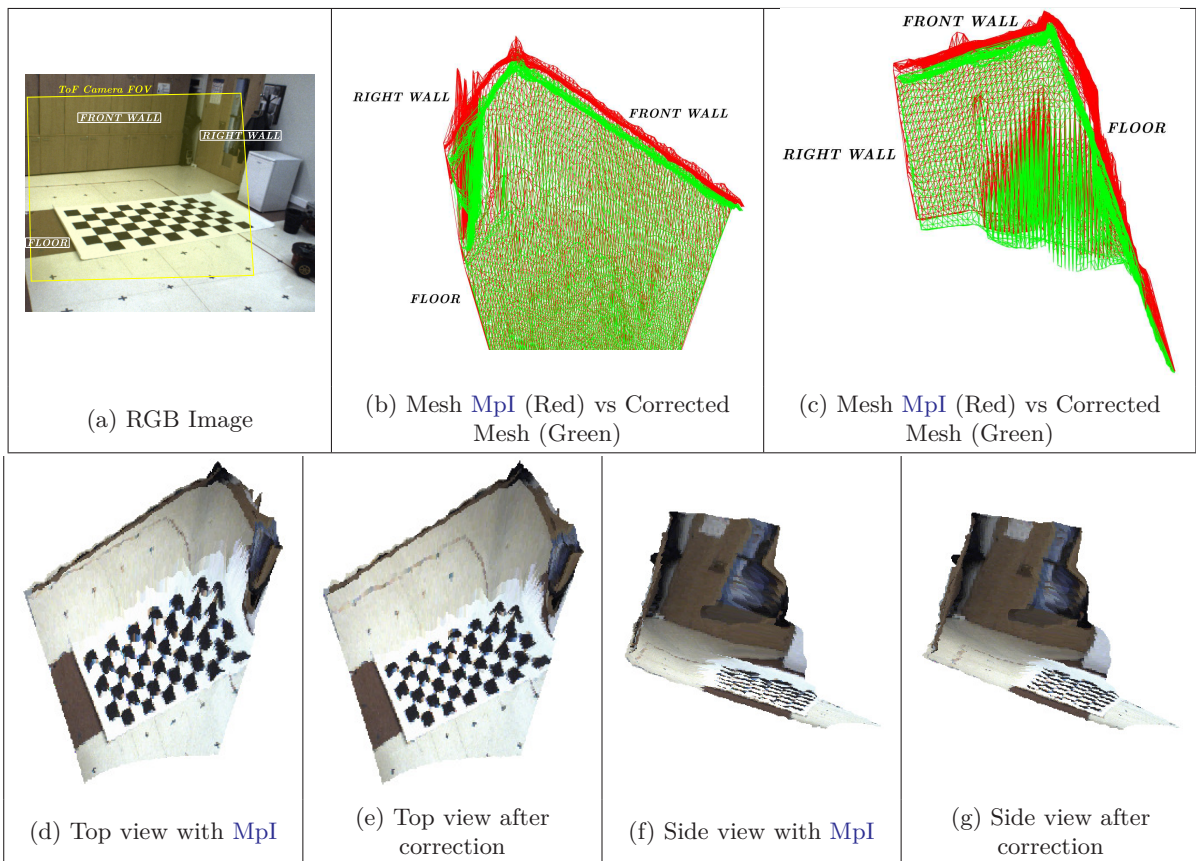 ToF Camera FOV
FRONT WALL
RIGHT WALL
FLOOR
(a) RGB Image
RIGHT WALL
FRONT WALL
FLOOR
(b) Mesh MpI (Red) vs Corrected
Mesh (Green)
FRONT WALL
FLOOR
RIGHT WALL
(c) Mesh MpI (Red) vs Corrected
Mesh (Green)
(d) Top view with MpI
(e) Top view after
correction
(f) Side view with MpI
(g) Side view after
correction